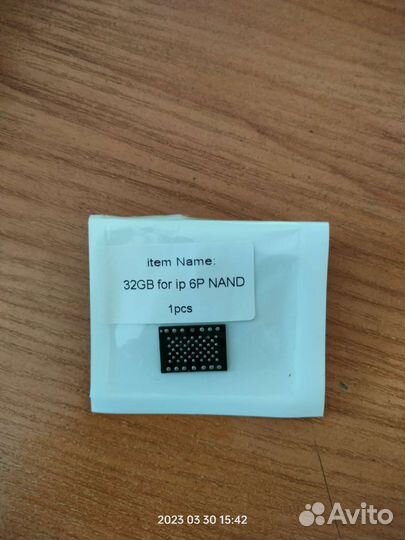 Item Name:
32GB for ip 6P NAND
1pcs
2023 03 30 15:42
Avito